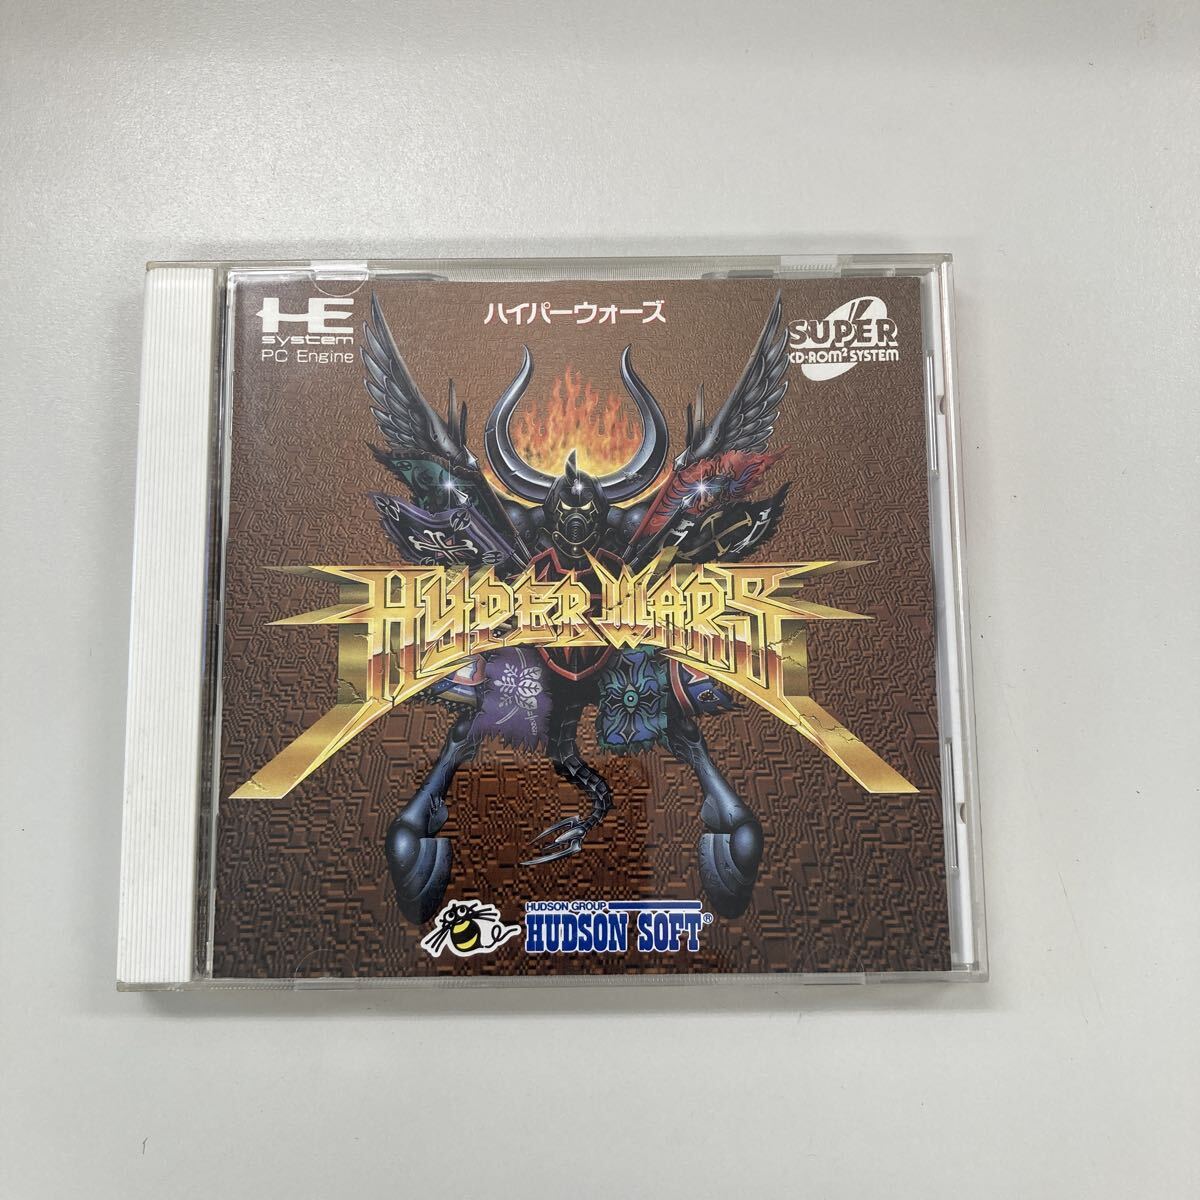 ハイパーウォーズ
HE
system
PC Engine
SUPER
CD-ROM² SYSTEM
HYPER WARS
HUDSON GROUP
HUDSON SOFT®